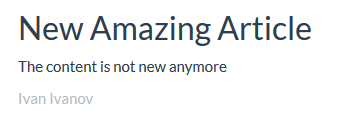 New Amazing Article
The content is not new anymore
Ivan Ivanov